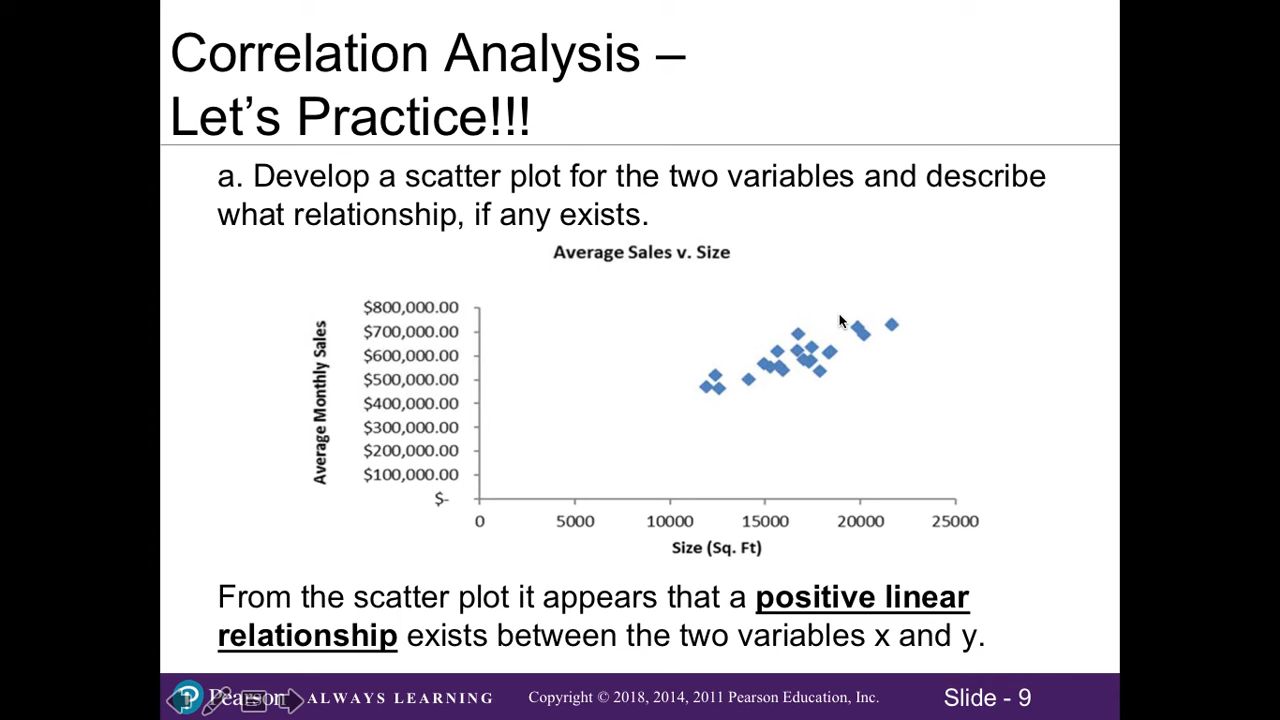 Correlation Analysis –
Let’s Practice!!!
a. Develop a scatter plot for the two variables and describe
what relationship, if any exists.
Average Sales v. Size
Average Monthly Sales
$800,000.00
$700,000.00
$600,000.00
$500,000.00
$400,000.00
$300,000.00
$200,000.00
$100,000.00
$-
0 5000 10000 15000 20000 25000
Size (Sq. Ft)
From the scatter plot it appears that a positive linear
relationship exists between the two variables x and y.
Pearson ALWAYS LEARNING Copyright © 2018, 2014, 2011 Pearson Education, Inc. Slide - 9